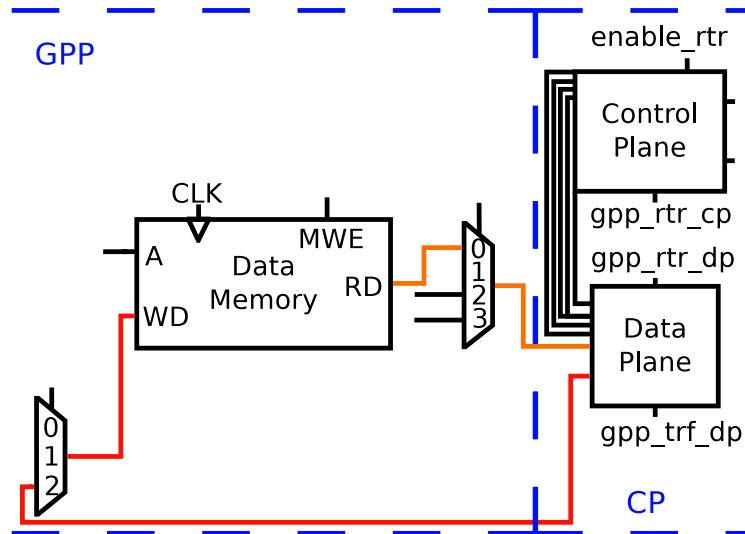 GPP
enable_rtr
Control
Plane
CLK
MWE
gpp_rtr_cp
A
Data
Memory
RD
0
1
2
3
gpp_rtr_dp
WD
Data
Plane
0
1
2
gpp_trf_dp
CP